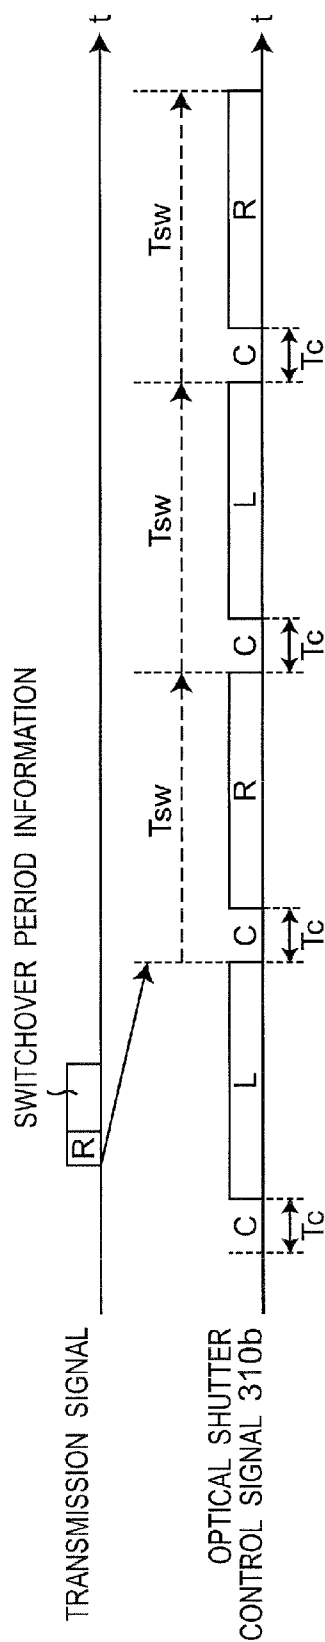 SWITCHOVER PERIOD INFORMATION
TRANSMISSION SIGNAL
R
t
Tsw
Tsw
Tsw
OPTICAL SHUTTER
CONTROL SIGNAL 310b
C
L
C
R
C
L
C
R
t
Tc
Tc
Tc
Tc